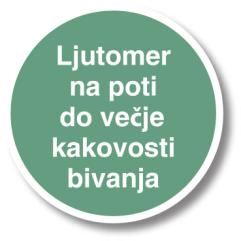 Ljutomer
na poti
do večje
kakovosti
bivanja